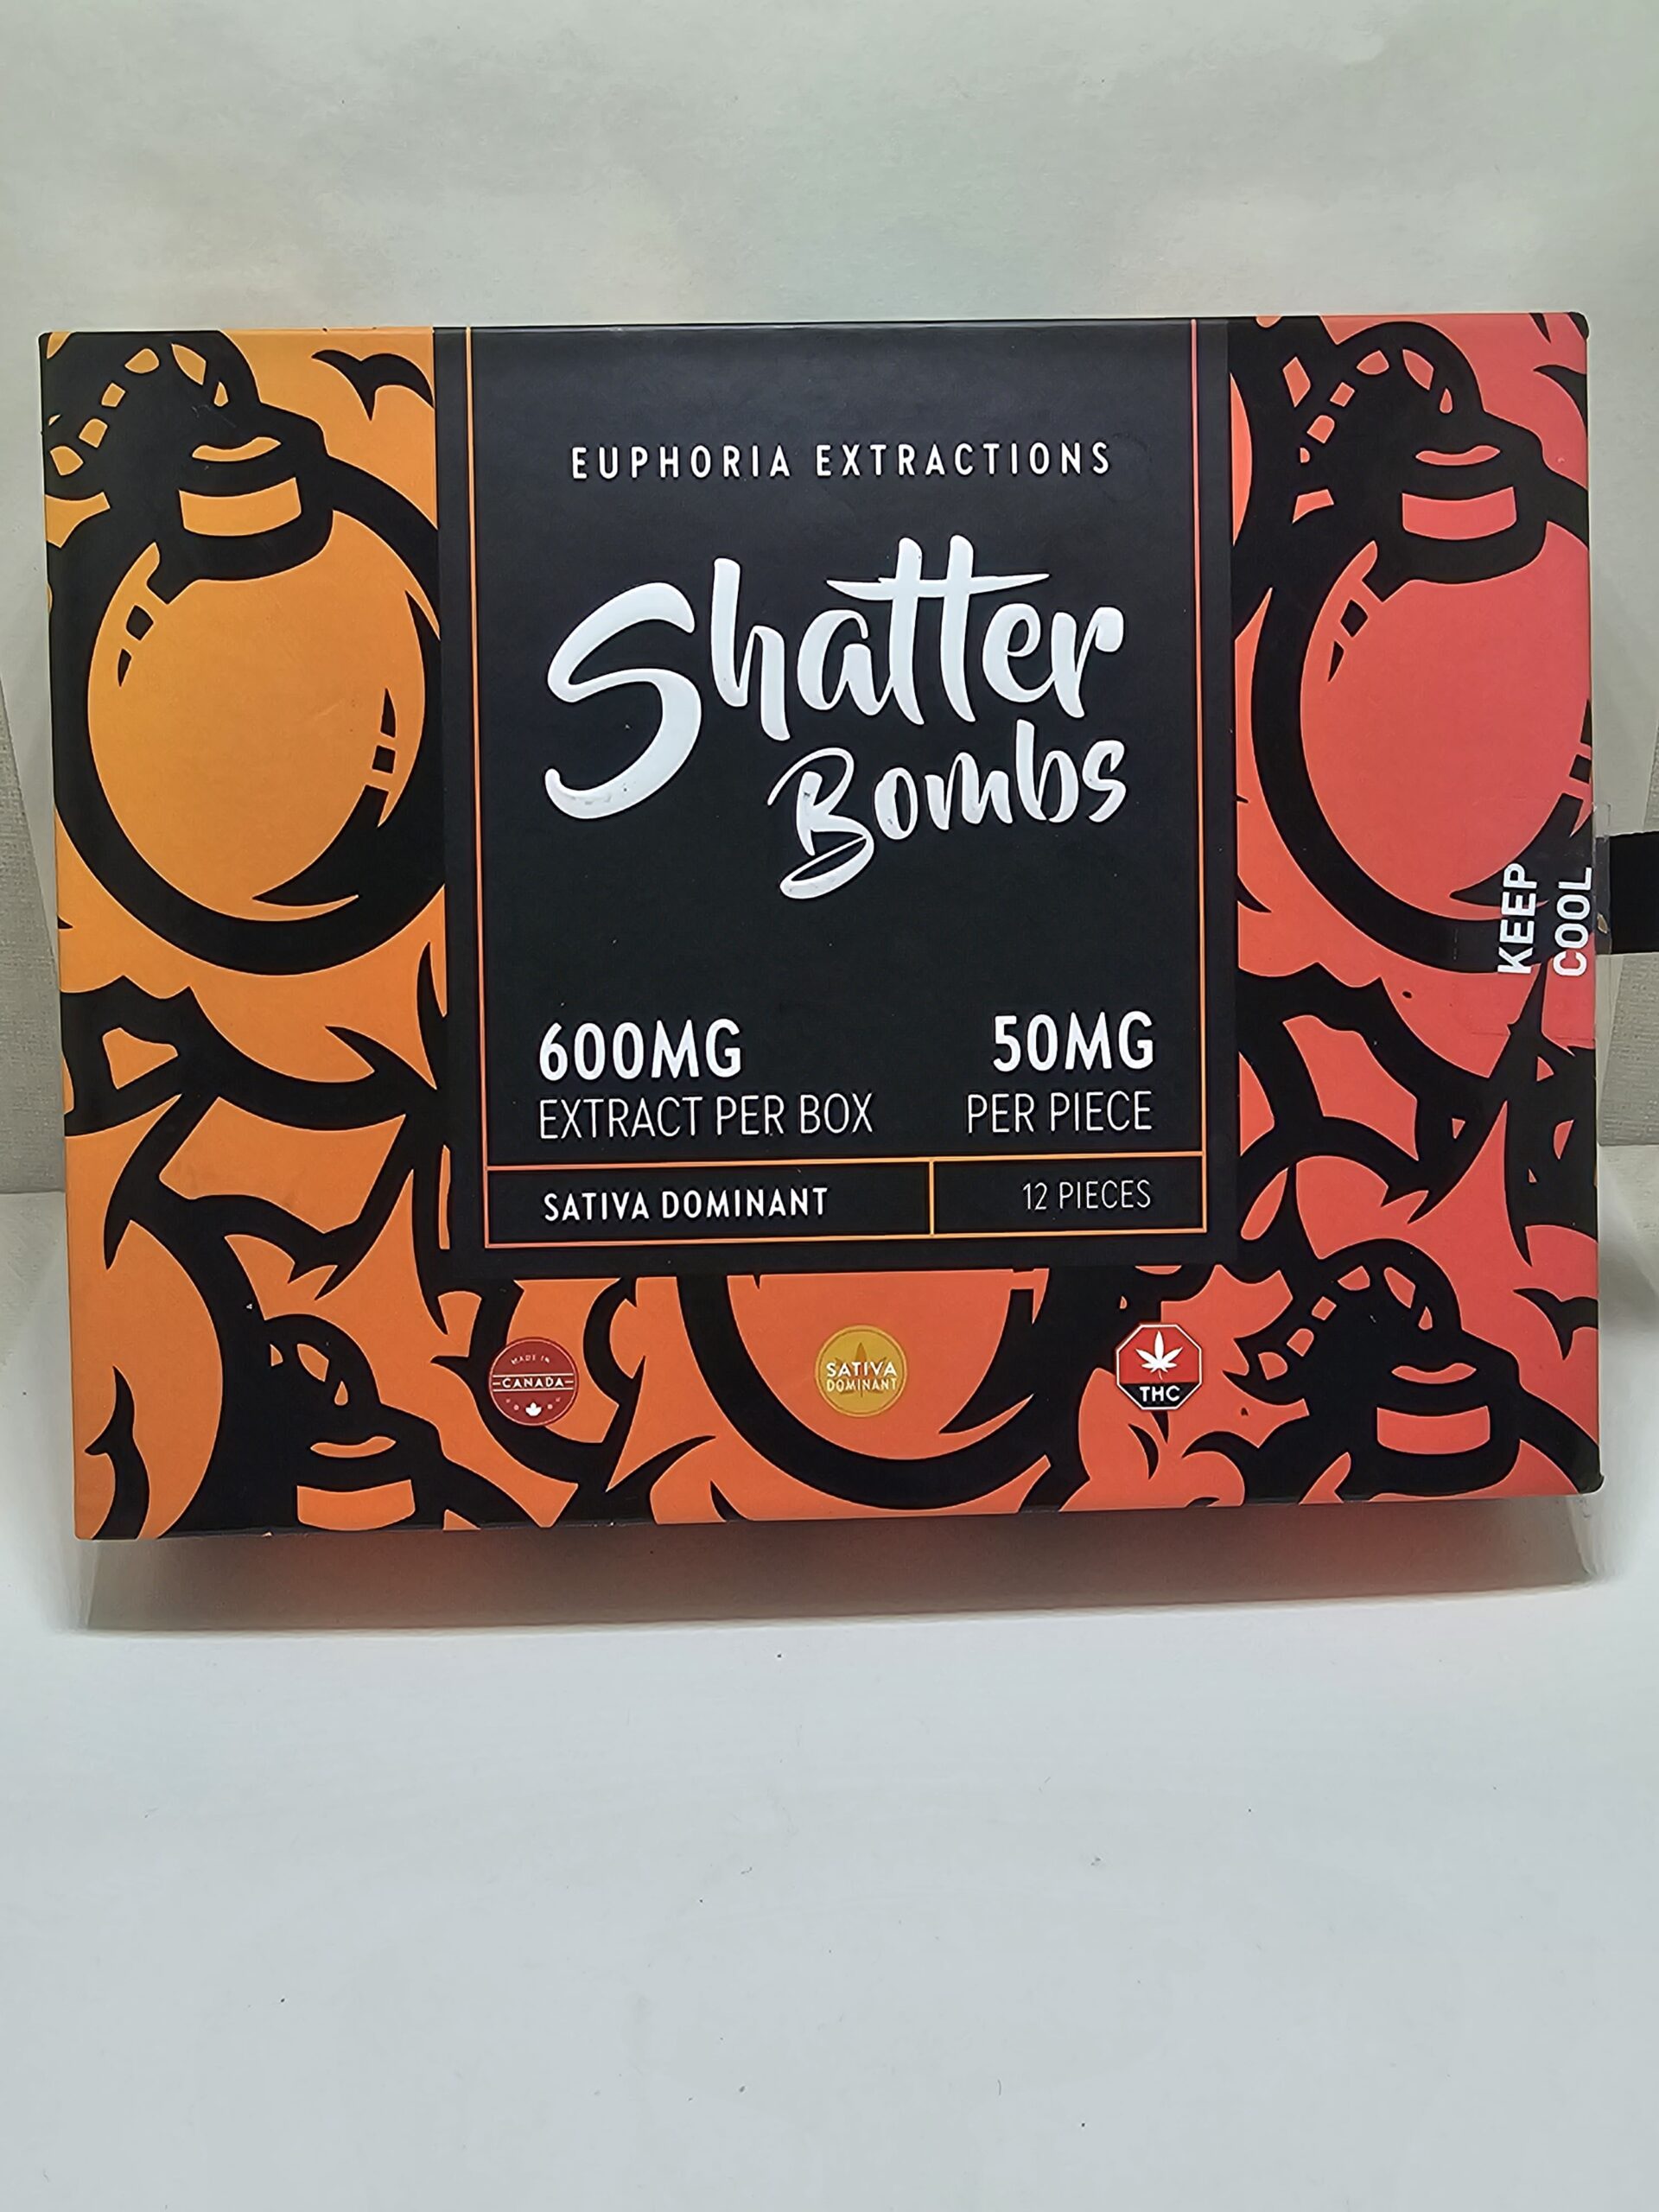 EUPHORIA EXTRACTIONS
Shatter
Bombs
KEEP
COOL
600MG
EXTRACT PER BOX
50MG
PER PIECE
SATIVA DOMINANT
12 PIECES
MADE IN
CANADA
SATIVA
DOMINANT
THC